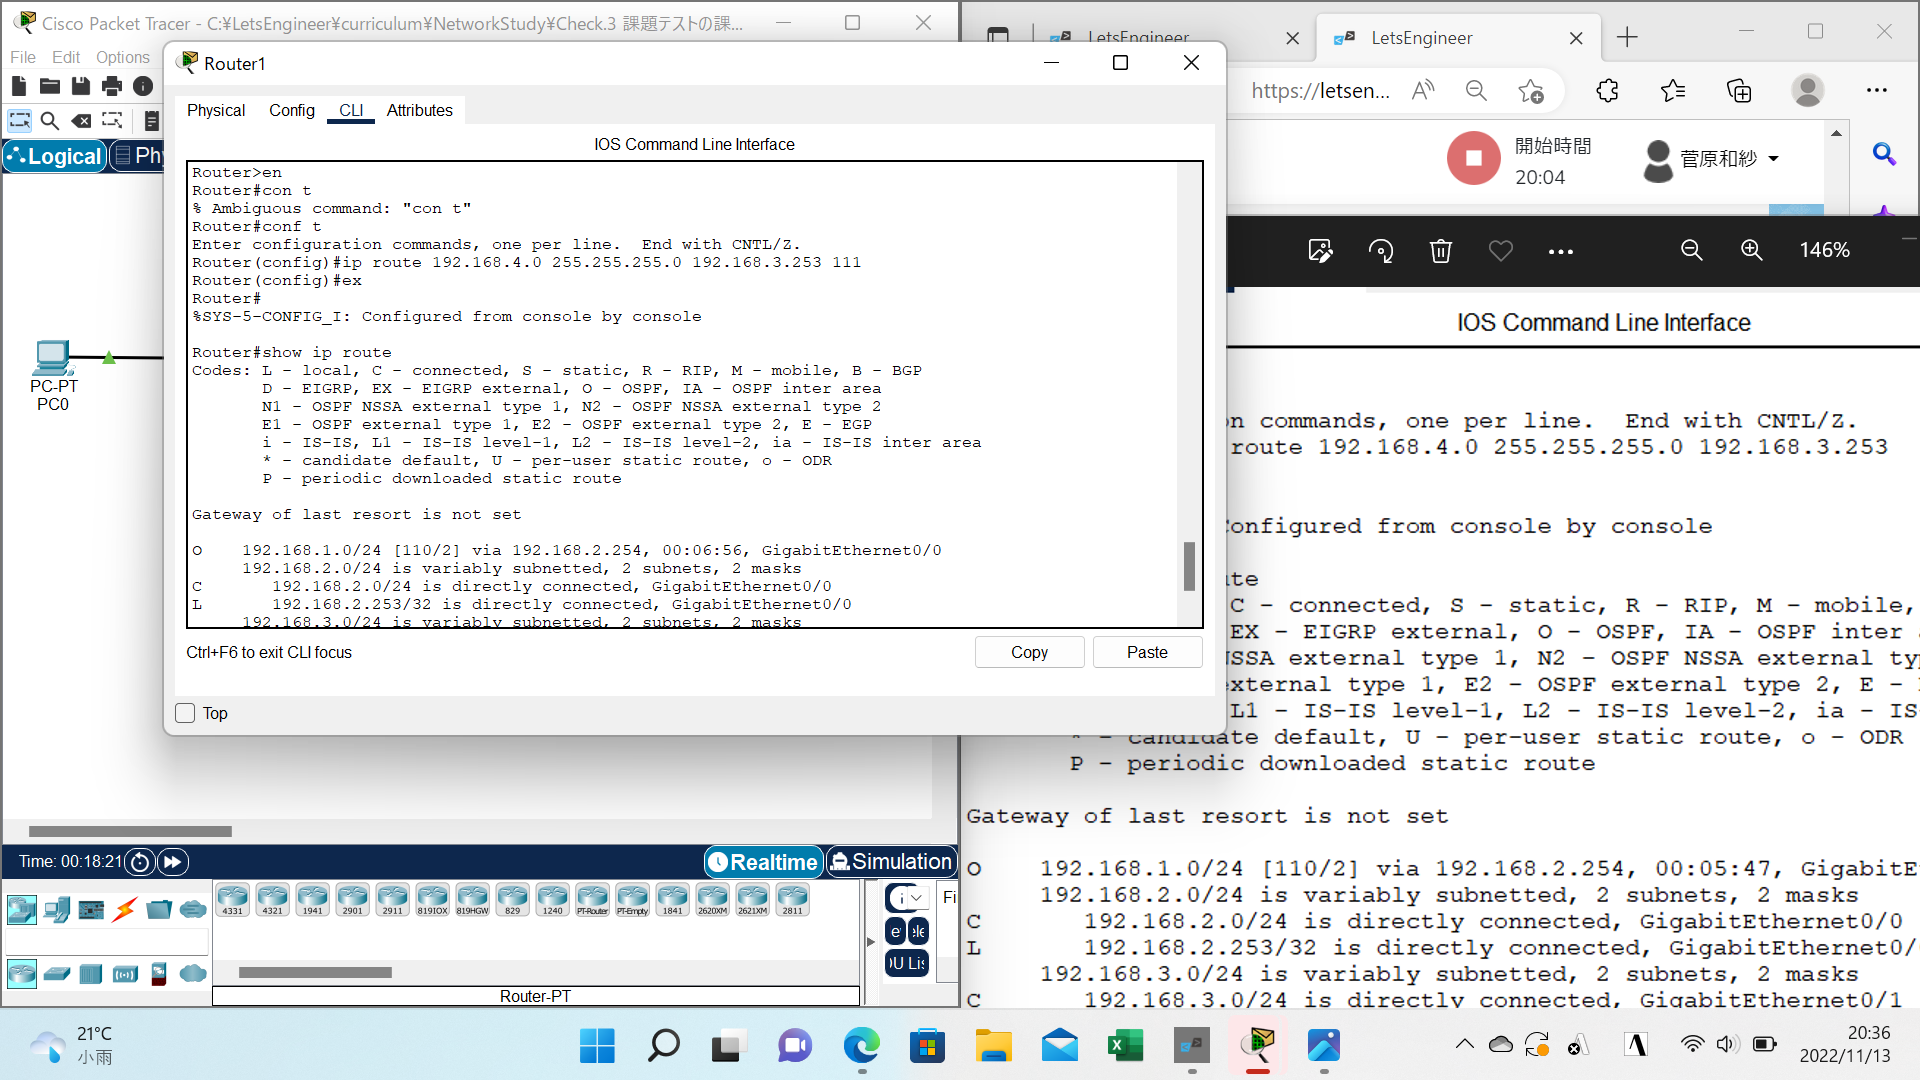 Cisco Packet Tracer - C:¥LetsEngineer¥curriculum¥NetworkStudy¥Check.3 課題テストの課...
File Edit Options
Logical
Phy
PC-PT
PC0
Router1
Physical Config CLI Attributes
IOS Command Line Interface
Router>en
Router#con t
% Ambiguous command: "con t"
Router#conf t
Enter configuration commands, one per line. End with CNTL/Z.
Router(config)#ip route 192.168.4.0 255.255.255.0 192.168.3.253 111
Router(config)#ex
Router#
%SYS-5-CONFIG_I: Configured from console by console
Router#show ip route
Codes: L - local, C - connected, S - static, R - RIP, M - mobile, B - BGP
D - EIGRP, EX - EIGRP external, O - OSPF, IA - OSPF inter area
N1 - OSPF NSSA external type 1, N2 - OSPF NSSA external type 2
E1 - OSPF external type 1, E2 - OSPF external type 2, E - EGP
i - IS-IS, L1 - IS-IS level-1, L2 - IS-IS level-2, ia - IS-IS inter area
* - candidate default, U - per-user static route, o - ODR
P - periodic downloaded static route
Gateway of last resort is not set
O 192.168.1.0/24 [110/2] via 192.168.2.254, 00:06:56, GigabitEthernet0/0
192.168.2.0/24 is variably subnetted, 2 subnets, 2 masks
C 192.168.2.0/24 is directly connected, GigabitEthernet0/0
L 192.168.2.253/32 is directly connected, GigabitEthernet0/0
192.168.3.0/24 is variably subnetted, 2 subnets, 2 masks
Ctrl+F6 to exit CLI focus
Copy Paste
Top
Time: 00:18:21
Realtime Simulation
4331 4321 1941 2901 2911 819IOX 819HGW 829 1240 PT-Router PT-Empty 1841 2620XM 2621XM 2811
Router-PT
Fi
LetsEngineer
LetsEngineer
https://letsen...
開始時間
20:04
菅原和紗
146%
IOS Command Line Interface
n commands, one per line. End with CNTL/Z.
route 192.168.4.0 255.255.255.0 192.168.3.253
Configured from console by console
te
C - connected, S - static, R - RIP, M - mobile,
EX - EIGRP external, O - OSPF, IA - OSPF inter
SSA external type 1, N2 - OSPF NSSA external ty
xternal type 1, E2 - OSPF external type 2, E -
L1 - IS-IS level-1, L2 - IS-IS level-2, ia - IS
* - candidate default, U - per-user static route, o - ODR
P - periodic downloaded static route
Gateway of last resort is not set
O 192.168.1.0/24 [110/2] via 192.168.2.254, 00:05:47, GigabitE
192.168.2.0/24 is variably subnetted, 2 subnets, 2 masks
C 192.168.2.0/24 is directly connected, GigabitEthernet0/0
L 192.168.2.253/32 is directly connected, GigabitEthernet0/
192.168.3.0/24 is variably subnetted, 2 subnets, 2 masks
C 192.168.3.0/24 is directly connected, GigabitEthernet0/1
21°C
小雨
A
20:36
2022/11/13